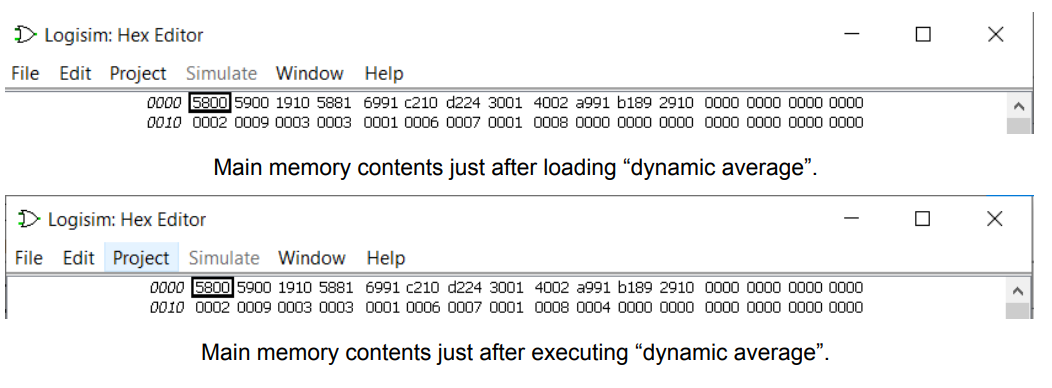 Logisim: Hex Editor
File Edit Project Simulate Window Help
0000 5800 5900 1910 5881 6991 c210 d224 3001 4002 a991 b189 2910 0000 0000 0000 0000
0010 0002 0009 0003 0003 0001 0006 0007 0001 0008 0000 0000 0000 0000 0000 0000 0000
Main memory contents just after loading “dynamic average”.
Logisim: Hex Editor
File Edit Project Simulate Window Help
0000 5800 5900 1910 5881 6991 c210 d224 3001 4002 a991 b189 2910 0000 0000 0000 0000
0010 0002 0009 0003 0003 0001 0006 0007 0001 0008 0004 0000 0000 0000 0000 0000 0000
Main memory contents just after executing “dynamic average”.